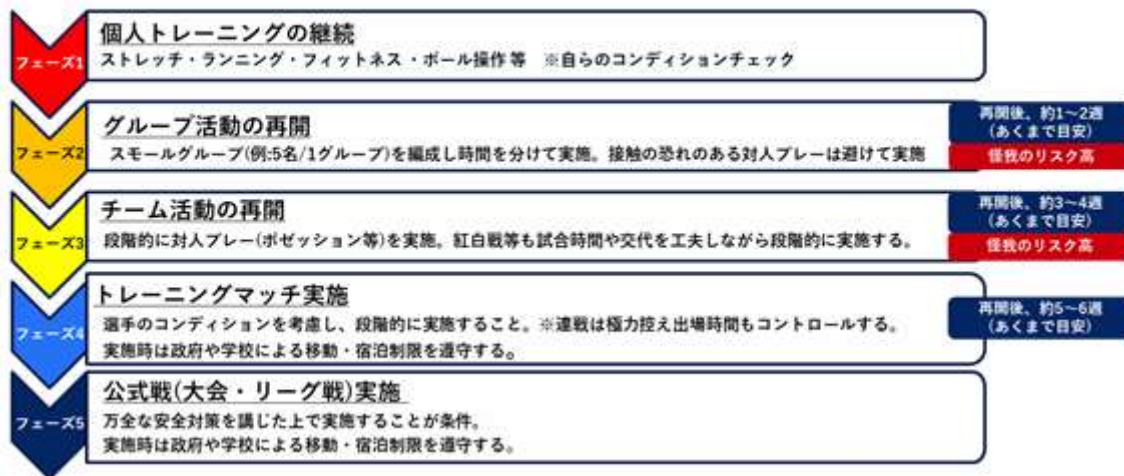 フェーズ1
個人トレーニングの継続
ストレッチ・ランニング・フィットネス・ボール操作 等　※自らのコンディションチェック
フェーズ2
グループ活動の再開
スモールグループ(例:5名/1グループ)を編成し時間を分けて実施。接触の恐れのある対人プレーは避けて実施
再開後、約1~2週
(あくまで目安)
怪我のリスク高
フェーズ3
チーム活動の再開
段階的に対人プレー(ポゼッション等)を実施。紅白戦等も試合時間や交代を工夫しながら段階的に実施する。
再開後、約3~4週
(あくまで目安)
怪我のリスク高
フェーズ4
トレーニングマッチ実施
選手のコンディションを考慮し、段階的に実施すること。※連戦は極力控え出場時間もコントロールする。
実施時は政府や学校による移動・宿泊制限を遵守する。
再開後、約5~6週
(あくまで目安)
フェーズ5
公式戦(大会・リーグ戦)実施
万全な安全対策を講じた上で実施することが条件。
実施時は政府や学校による移動・宿泊制限を遵守する。